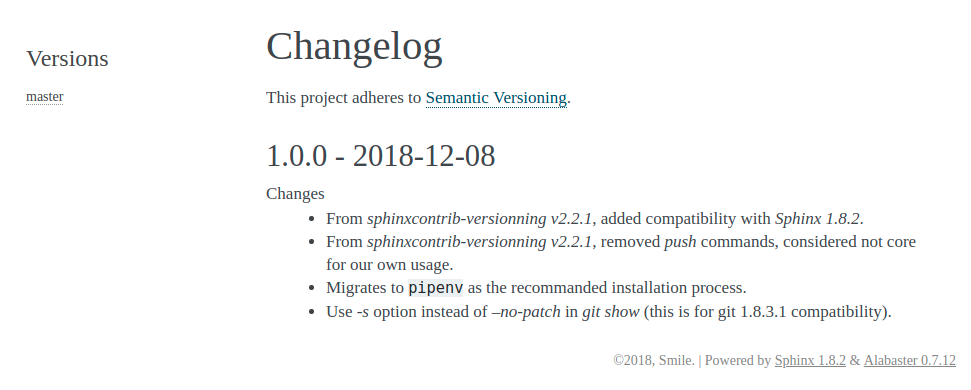 Versions
master
Changelog
This project adheres to Semantic Versioning.
1.0.0 - 2018-12-08
Changes
• From sphinxcontrib-versionning v2.2.1, added compatibility with Sphinx 1.8.2.
• From sphinxcontrib-versionning v2.2.1, removed push commands, considered not core
for our own usage.
• Migrates to pipenv as the recommanded installation process.
• Use -s option instead of –no-patch in git show (this is for git 1.8.3.1 compatibility).
©2018, Smile. | Powered by Sphinx 1.8.2 & Alabaster 0.7.12